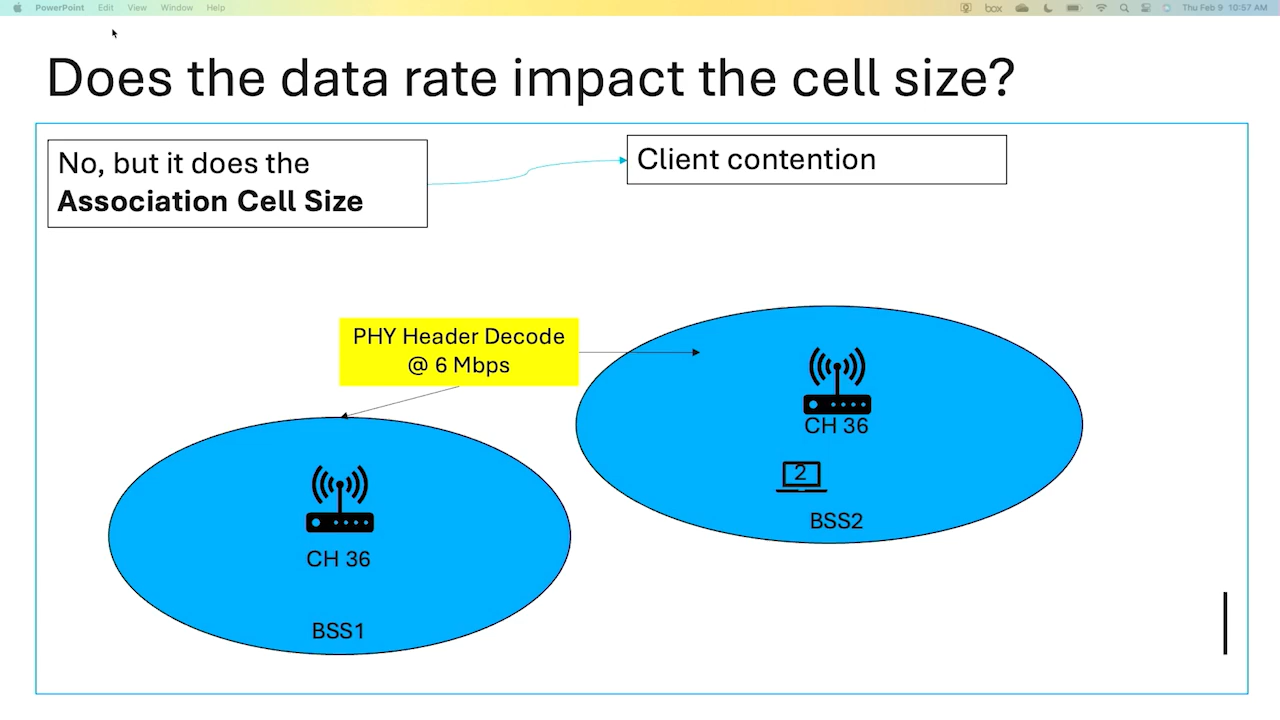 PowerPoint Edit View Window Help
box Thu Feb 9 10:57 AM
Does the data rate impact the cell size?
No, but it does the
Association Cell Size
Client contention
PHY Header Decode
@ 6 Mbps
CH 36
2
BSS2
CH 36
BSS1